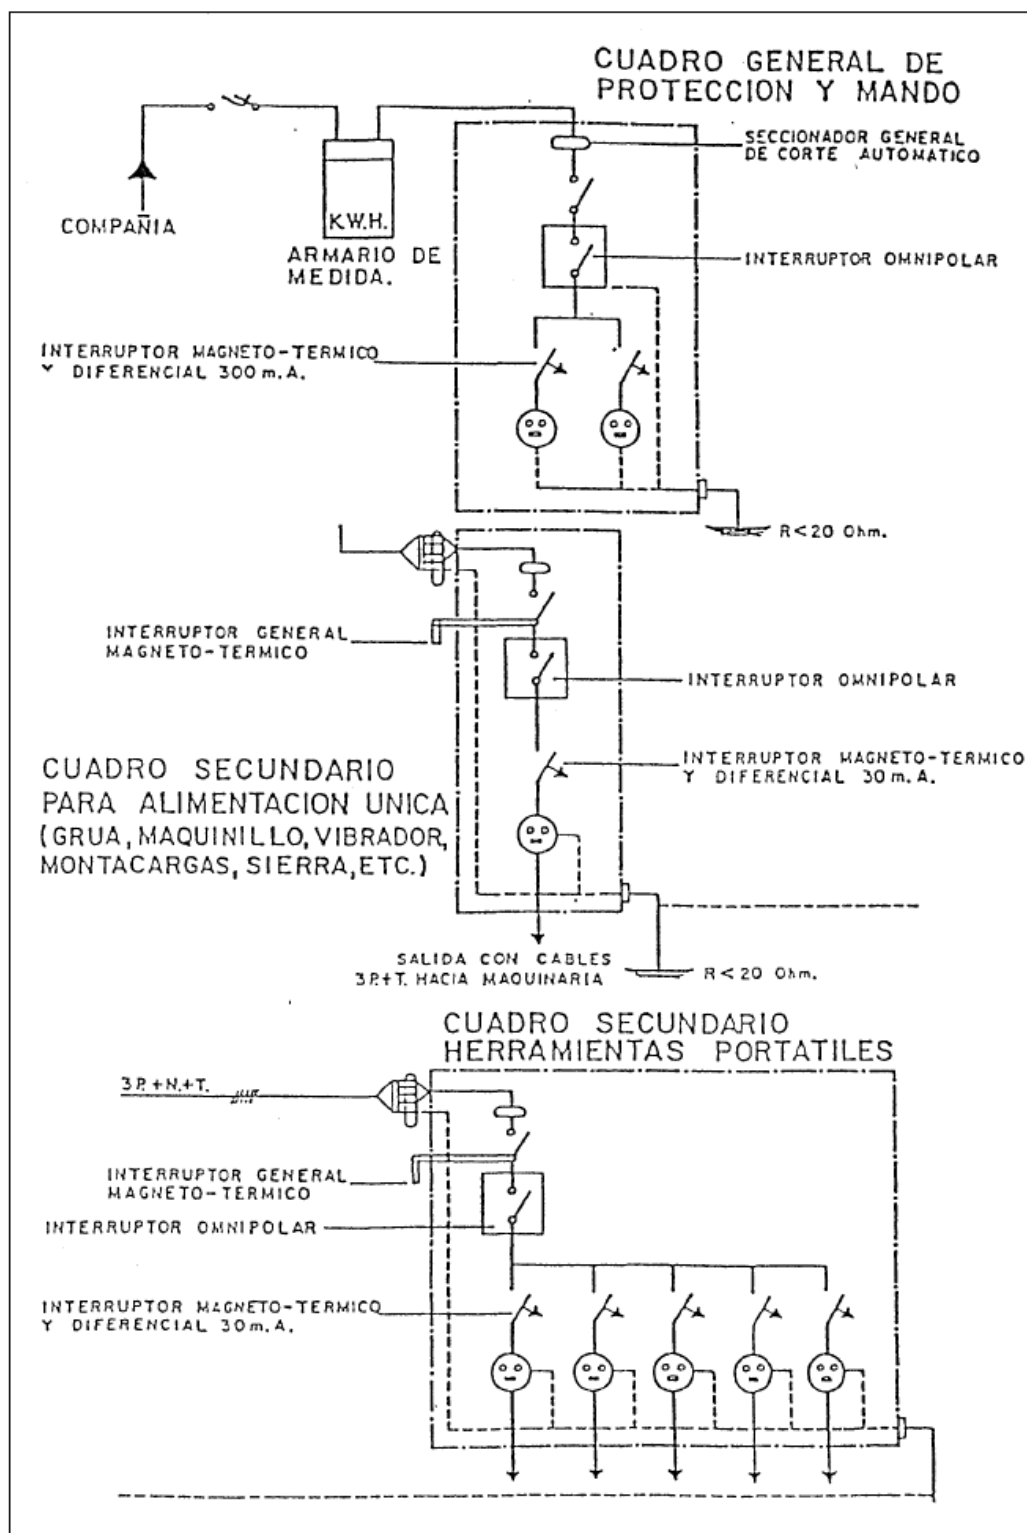 CUADRO GENERAL DE
PROTECCION Y MANDO
SECCIONADOR GENERAL
DE CORTE AUTOMATICO
COMPAÑIA
K.W.H.
ARMARIO DE
MEDIDA.
INTERRUPTOR OMNIPOLAR
INTERRUPTOR MAGNETO-TERMICO
Y DIFERENCIAL 300 m.A.
R<20 Ohm.
INTERRUPTOR GENERAL
MAGNETO-TERMICO
INTERRUPTOR OMNIPOLAR
INTERRUPTOR MAGNETO-TERMICO
Y DIFERENCIAL 30 m.A.
CUADRO SECUNDARIO
PARA ALIMENTACION UNICA
(GRUA, MAQUINILLO, VIBRADOR,
MONTACARGAS, SIERRA, ETC.)
SALIDA CON CABLES
3P.+T. HACIA MAQUINARIA
R<20 Ohm.
CUADRO SECUNDARIO
HERRAMIENTAS PORTATILES
3P.+N.+T.
INTERRUPTOR GENERAL
MAGNETO-TERMICO
INTERRUPTOR OMNIPOLAR
INTERRUPTOR MAGNETO-TERMICO
Y DIFERENCIAL 30 m.A.